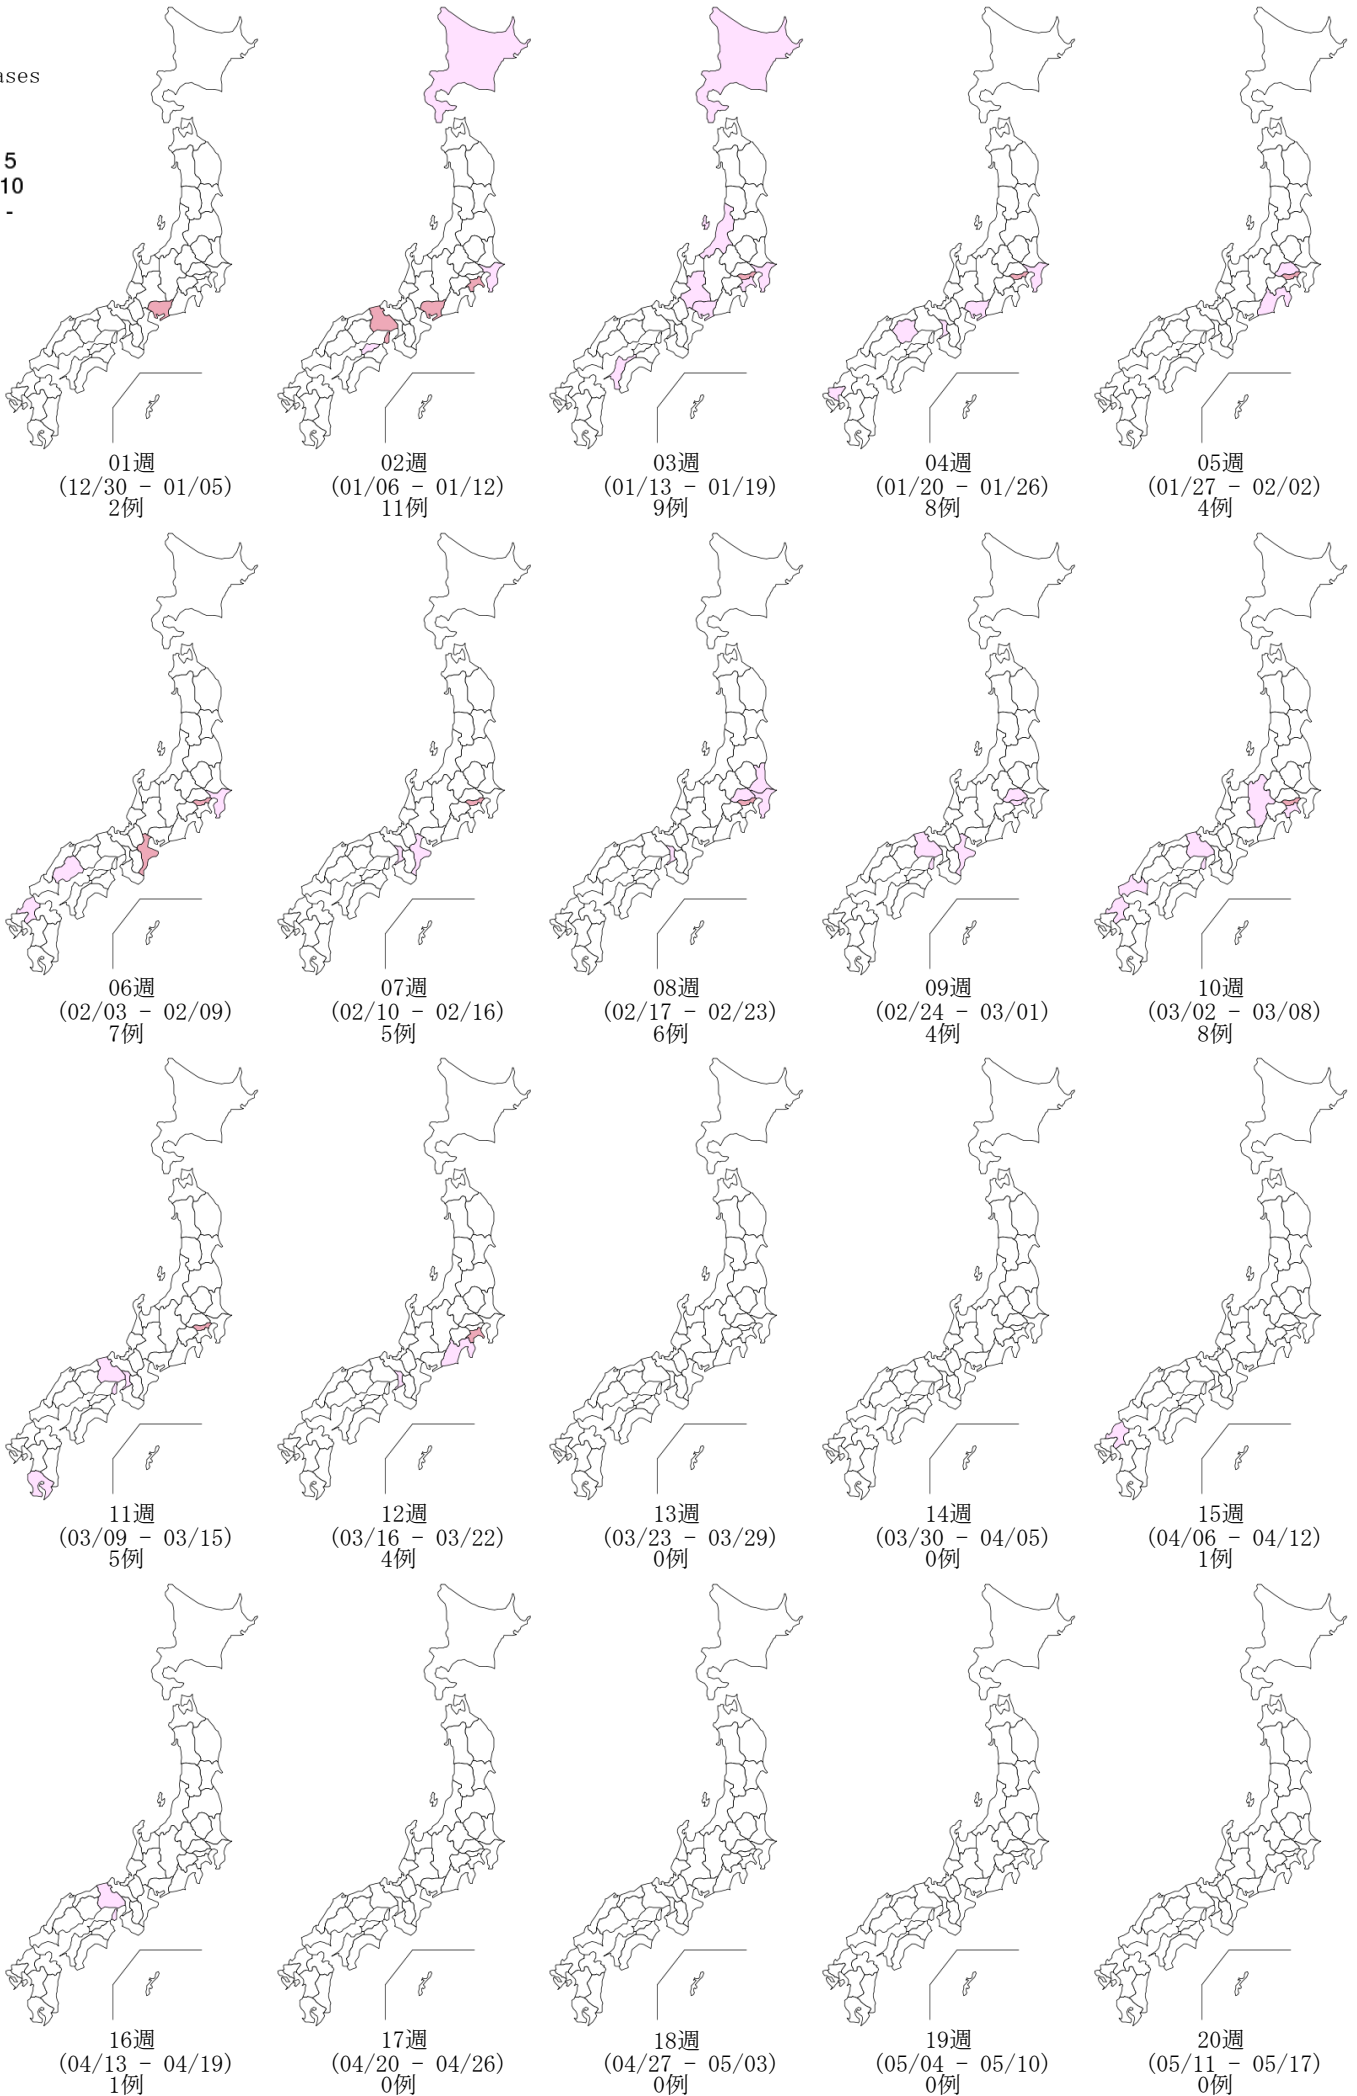 ases
5
10
-
01週
(12/30 - 01/05)
2例
02週
(01/06 - 01/12)
11例
03週
(01/13 - 01/19)
9例
04週
(01/20 - 01/26)
8例
05週
(01/27 - 02/02)
4例
06週
(02/03 - 02/09)
7例
07週
(02/10 - 02/16)
5例
08週
(02/17 - 02/23)
6例
09週
(02/24 - 03/01)
4例
10週
(03/02 - 03/08)
8例
11週
(03/09 - 03/15)
5例
12週
(03/16 - 03/22)
4例
13週
(03/23 - 03/29)
0例
14週
(03/30 - 04/05)
0例
15週
(04/06 - 04/12)
1例
16週
(04/13 - 04/19)
1例
17週
(04/20 - 04/26)
0例
18週
(04/27 - 05/03)
0例
19週
(05/04 - 05/10)
0例
20週
(05/11 - 05/17)
0例